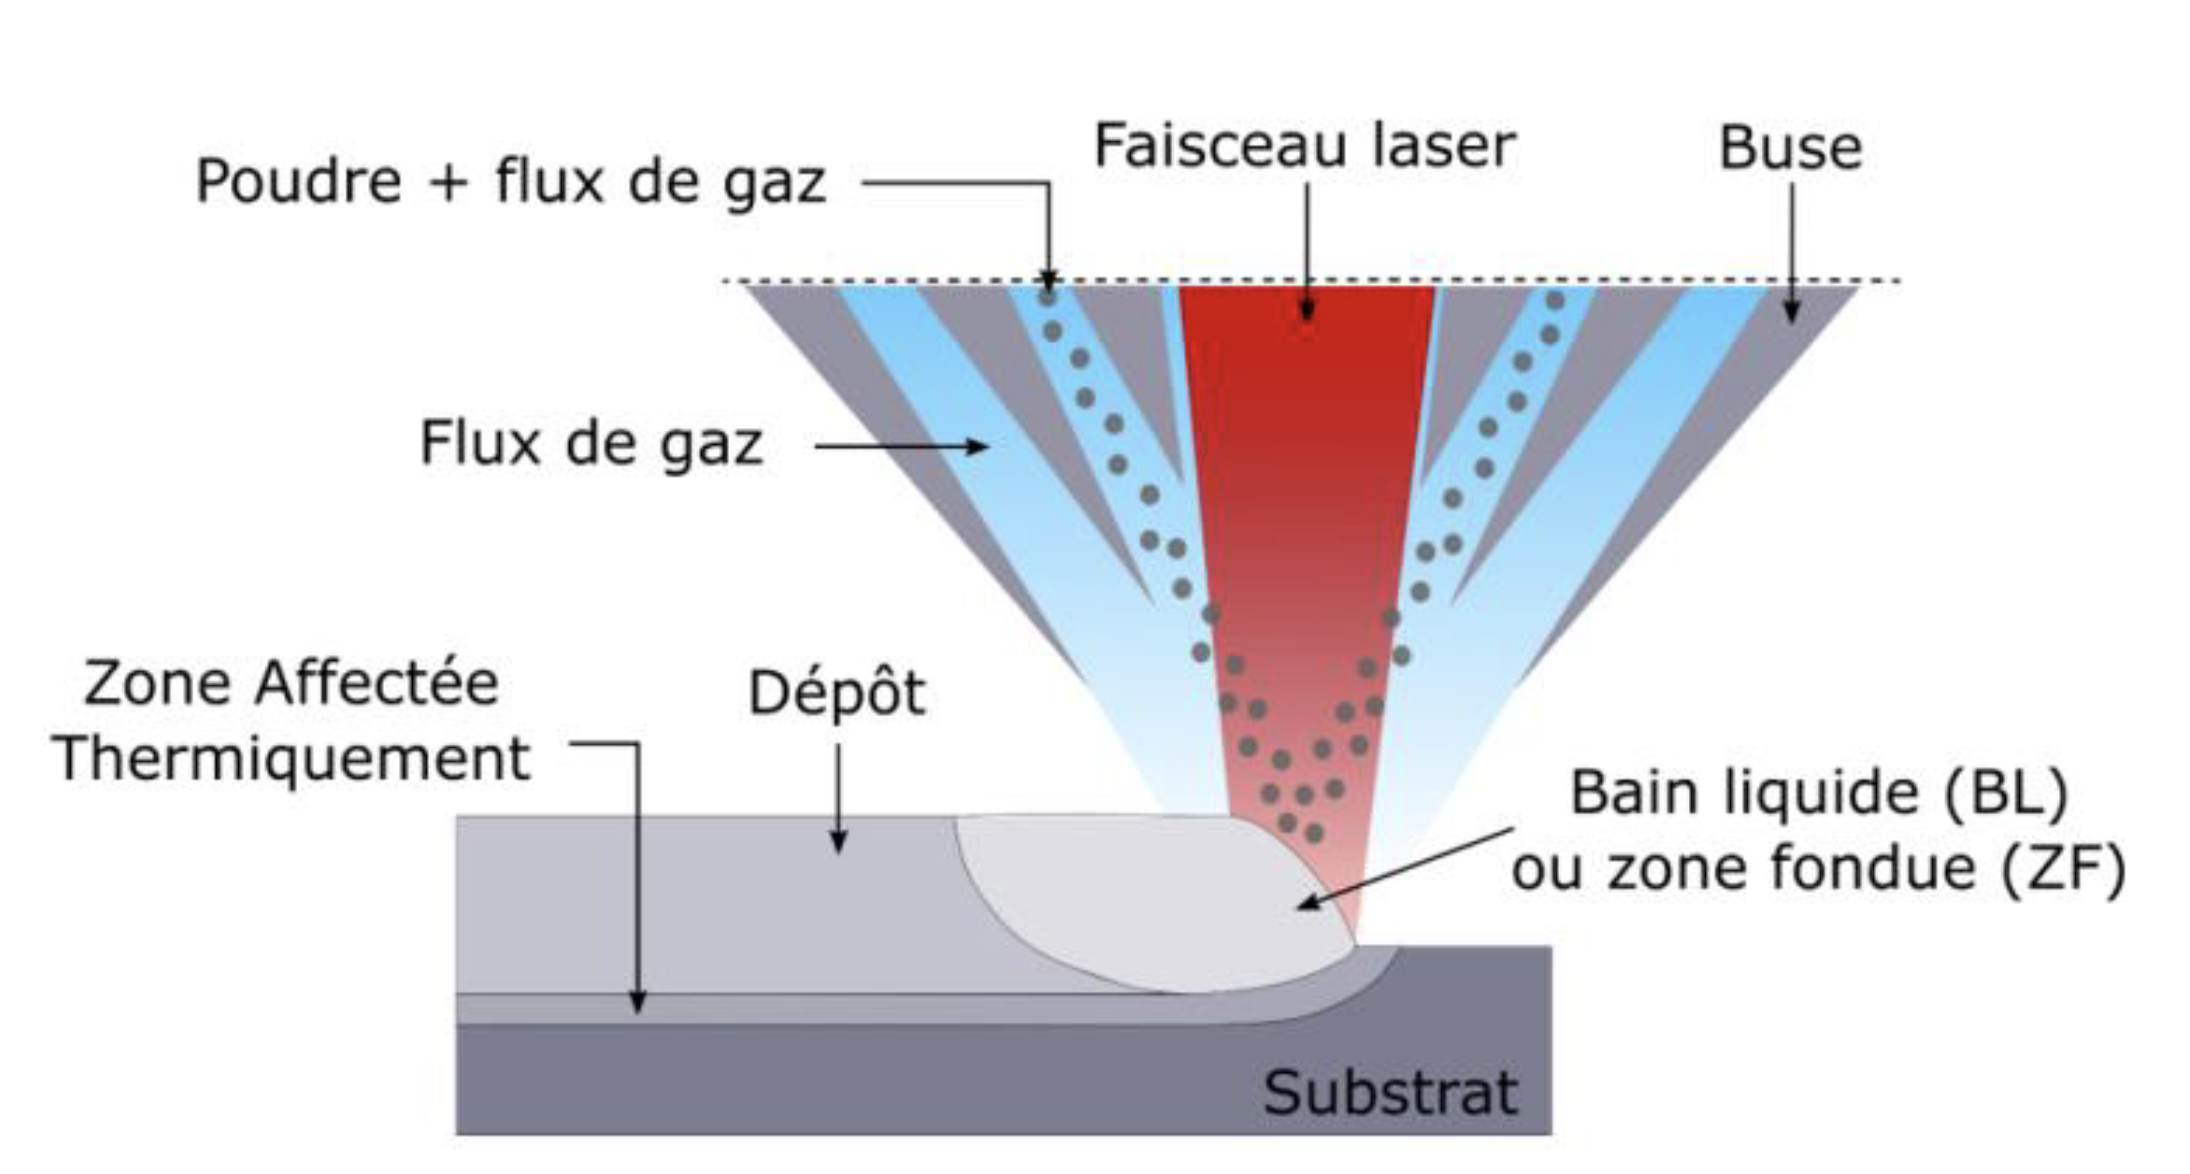 Faisceau laser
Buse
Poudre + flux de gaz
Flux de gaz
Zone Affectée
Thermiquement
Dépôt
Bain liquide (BL)
ou zone fondue (ZF)
Substrat